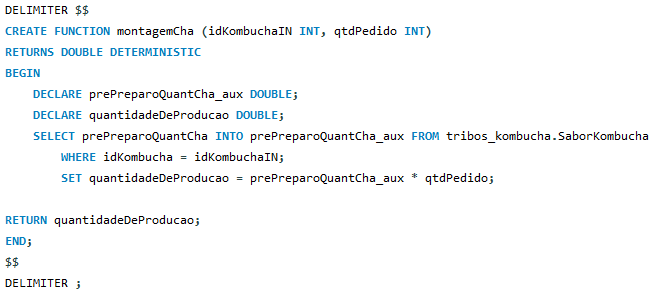 DELIMITER $$
CREATE FUNCTION montagemCha (idKombuchaIN INT, qtdPedido INT)
RETURNS DOUBLE DETERMINISTIC
BEGIN
DECLARE prePreparoQuantCha_aux DOUBLE;
DECLARE quantidadeDeProducao DOUBLE;
SELECT prePreparoQuantCha INTO prePreparoQuantCha_aux FROM tribos_kombucha.SaborKombucha
WHERE idKombucha = idKombuchaIN;
SET quantidadeDeProducao = prePreparoQuantCha_aux * qtdPedido;
RETURN quantidadeDeProducao;
END;
$$
DELIMITER ;